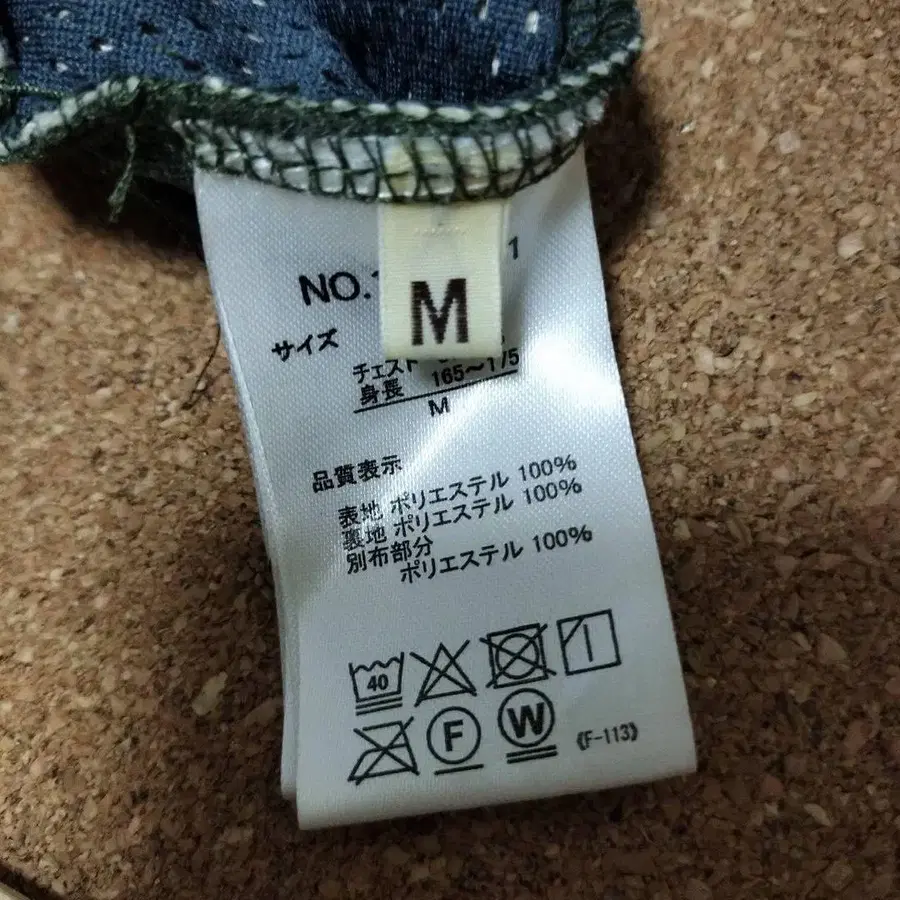 M
NO.
1
サイズ
チェスト
身長 165~175
M
品質表示
表地 ポリエステル 100%
裏地 ポリエステル 100%
別布部分
ポリエステル 100%
40
F
W
《F-113》